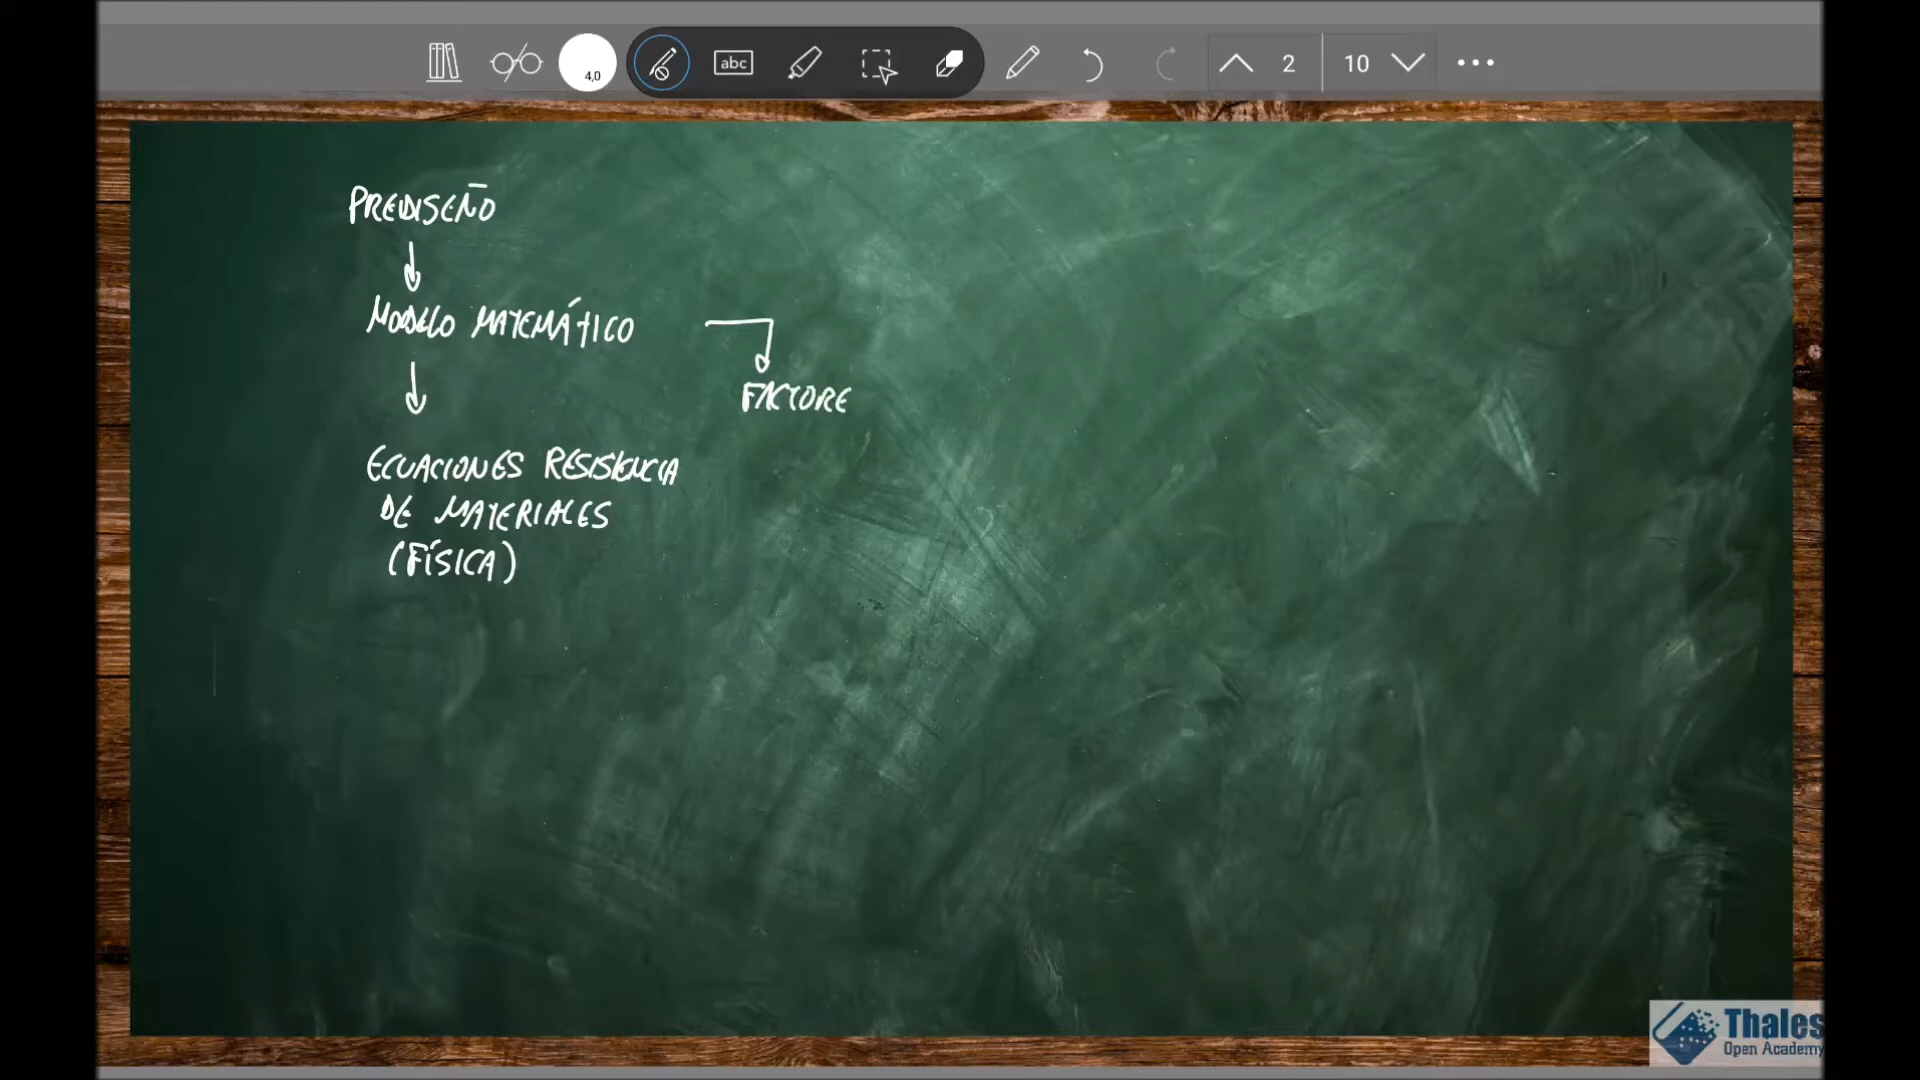 4,0
abc
2
10
PREDISEÑO
MODELO MATEMÁTICO
FACTORE
ECUACIONES RESISTENCIA
DE MATERIALES
(FÍSICA)
Thales
Open Academy